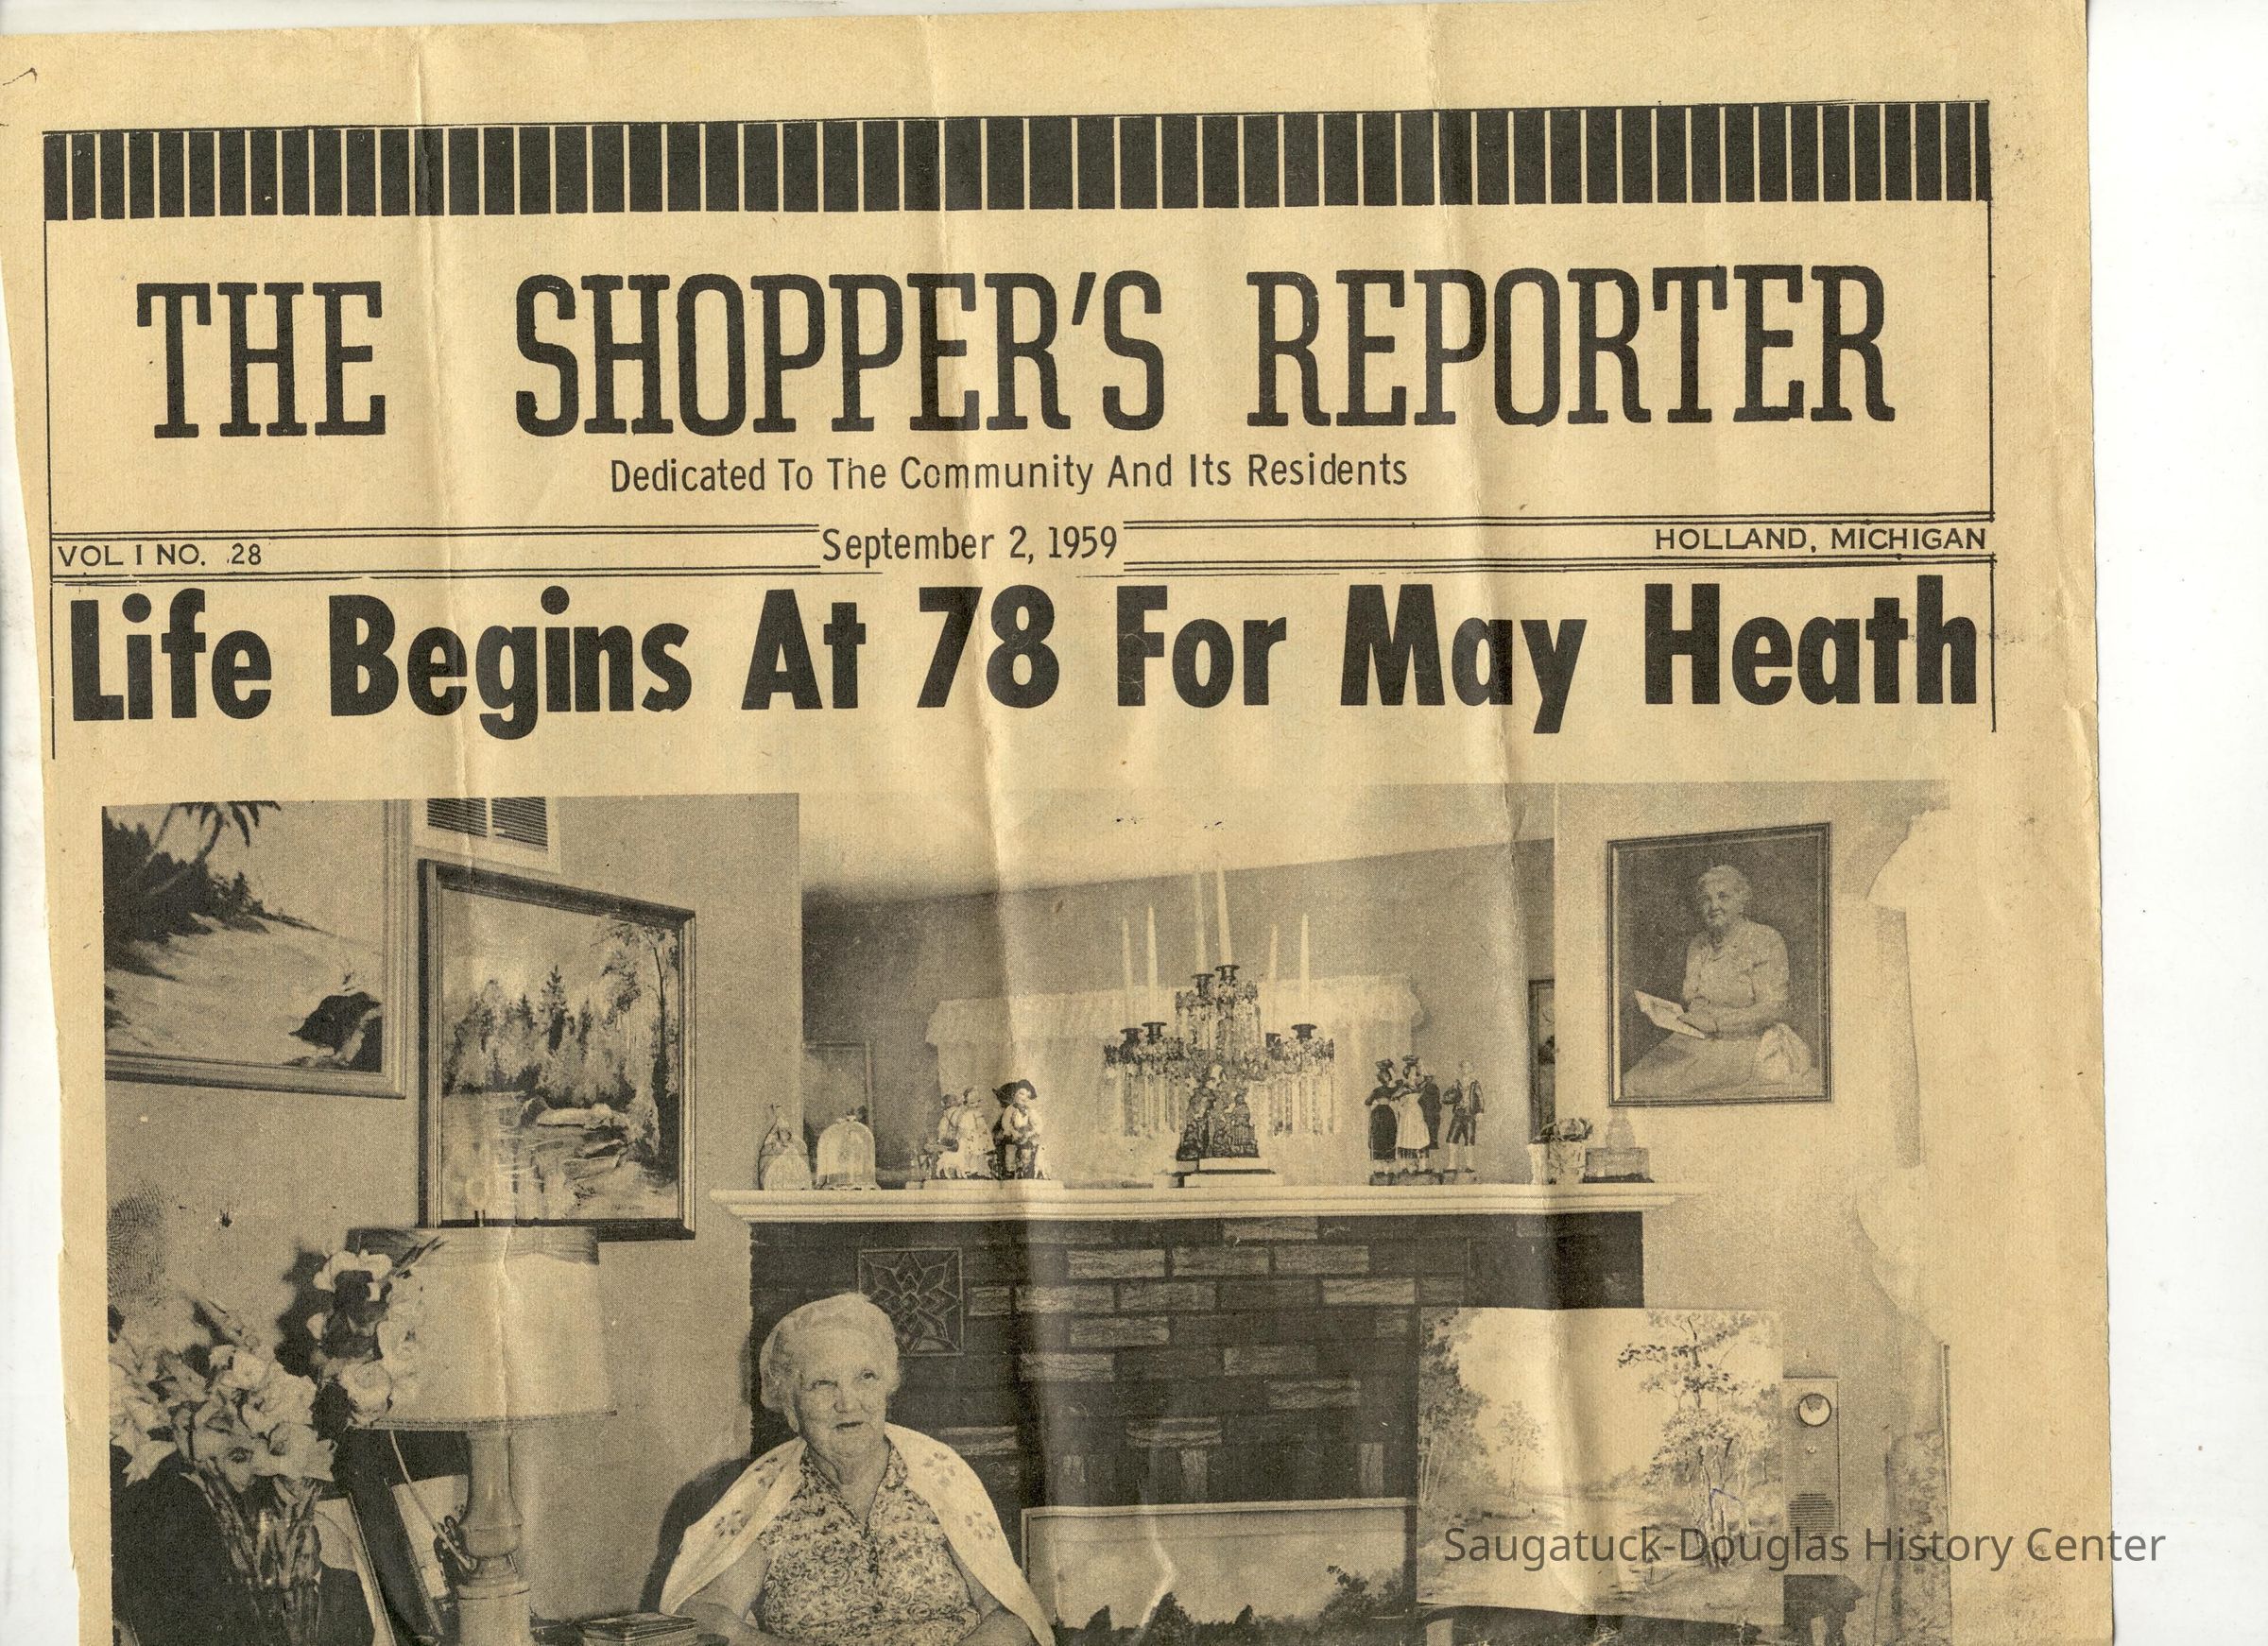 THE SHOPPER'S REPORTER
Dedicated To The Community And Its Residents
VOL I NO. 28 September 2, 1959 HOLLAND, MICHIGAN
Life Begins At 78 For May Heath
Saugatuck-Douglas History Center